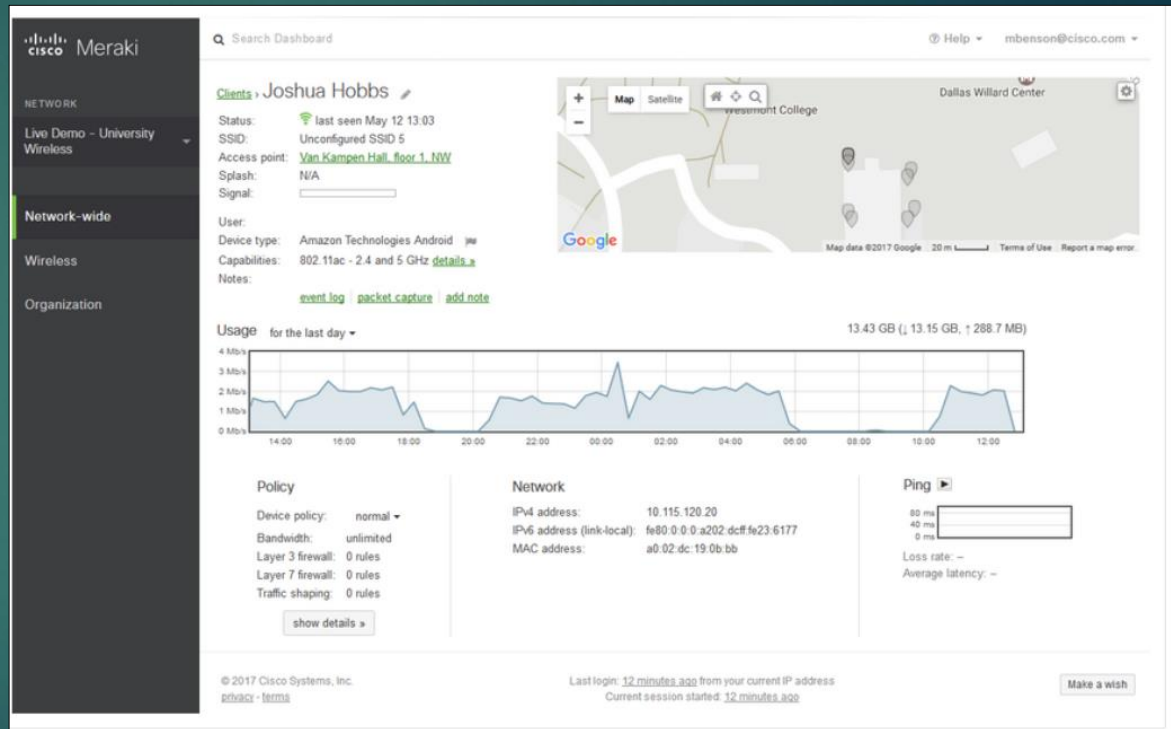 cisco Meraki
Search Dashboard
Help
mbenson@cisco.com
NETWORK
Live Demo - University
Wireless
Network-wide
Wireless
Organization
Clients › Joshua Hobbs
Status: last seen May 12 13:03
SSID: Unconfigured SSID 5
Access point: Van Kampen Hall, floor 1, NW
Splash: N/A
Signal:
User:
Device type: Amazon Technologies Android
Capabilities: 802.11ac - 2.4 and 5 GHz details »
Notes:
event log packet capture add note
+
−
Map Satellite
Westmont College
Dallas Willard Center
Google
Map data ©2017 Google 20 m Terms of Use Report a map error
Usage for the last day
13.43 GB (↓ 13.15 GB, ↑ 288.7 MB)
4 Mb/s
3 Mb/s
2 Mb/s
1 Mb/s
0 Mb/s
14:00 16:00 18:00 20:00 22:00 00:00 02:00 04:00 06:00 08:00 10:00 12:00
Policy
Device policy: normal
Bandwidth: unlimited
Layer 3 firewall: 0 rules
Layer 7 firewall: 0 rules
Traffic shaping: 0 rules
show details »
Network
IPv4 address: 10.115.120.20
IPv6 address (link-local): fe80:0:0:0:a202:dcff:fe23:6177
MAC address: a0:02:dc:19:0b:bb
Ping
80 ms
40 ms
0 ms
Loss rate: –
Average latency: –
© 2017 Cisco Systems, Inc.
privacy - terms
Last login: 12 minutes ago from your current IP address
Current session started: 12 minutes ago
Make a wish